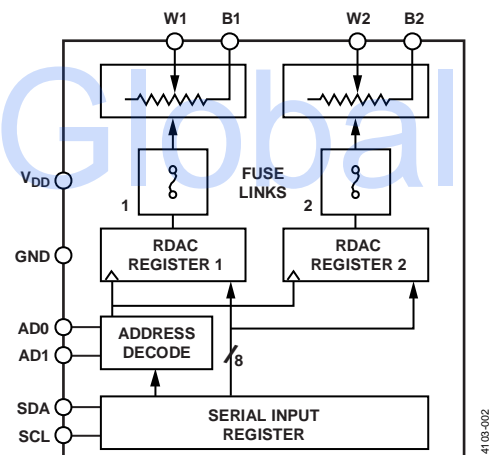 W1 B1 W2 B2
Global
VDD
1
FUSE
LINKS
2
GND
RDAC
REGISTER 1
RDAC
REGISTER 2
AD0
AD1
ADDRESS
DECODE
8
SDA
SCL
SERIAL INPUT
REGISTER
4103-002